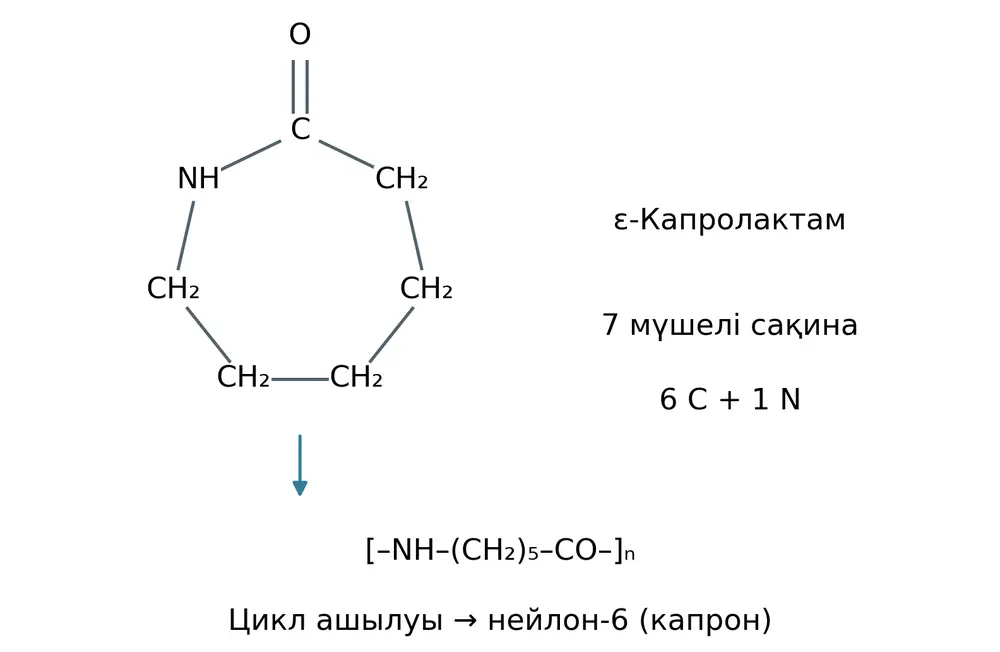 O
C
NH CH₂
ε-Капролактам
CH₂ CH₂
7 мүшелі сақина
CH₂ CH₂
6 C + 1 N
[–NH–(CH₂)₅–CO–]ₙ
Цикл ашылуы → нейлон-6 (капрон)